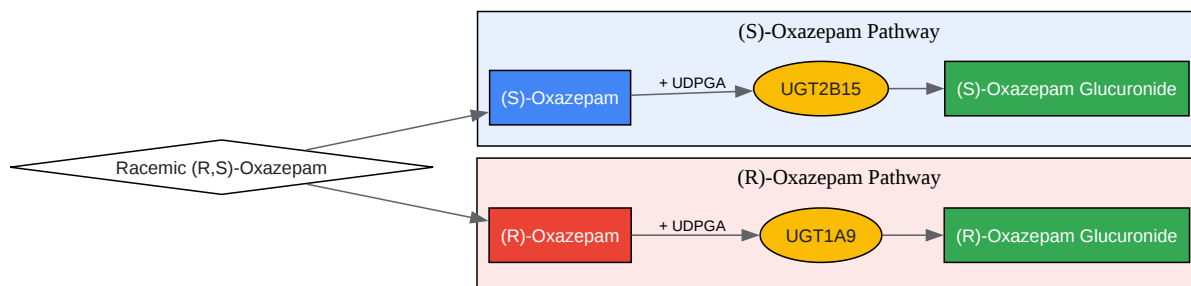 (S)-Oxazepam Pathway
(S)-Oxazepam
+ UDPGA
UGT2B15
(S)-Oxazepam Glucuronide
Racemic (R,S)-Oxazepam
(R)-Oxazepam Pathway
(R)-Oxazepam
+ UDPGA
UGT1A9
(R)-Oxazepam Glucuronide